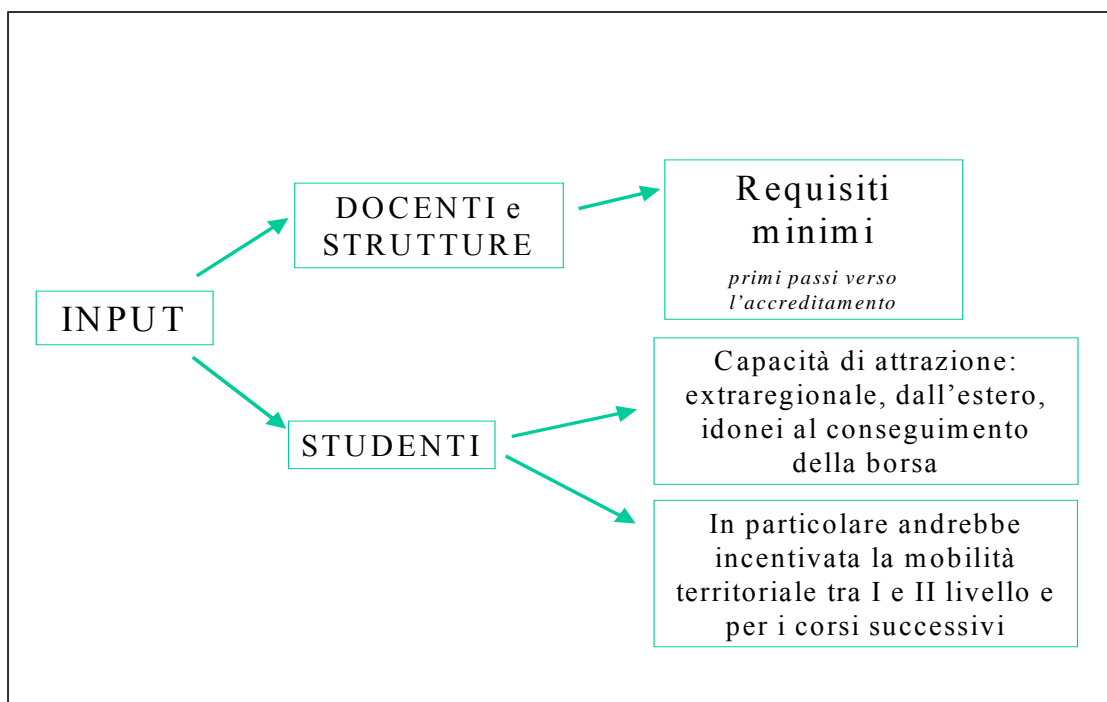 INPUT
DOCENTI e
STRUTTURE
Requisiti
minimi
primi passi verso
l’accreditamento
STUDENTI
Capacità di attrazione:
extraregionale, dall’estero,
idonei al conseguimento
della borsa
In particolare andrebbe
incentivata la mobilità
territoriale tra I e II livello e
per i corsi successivi